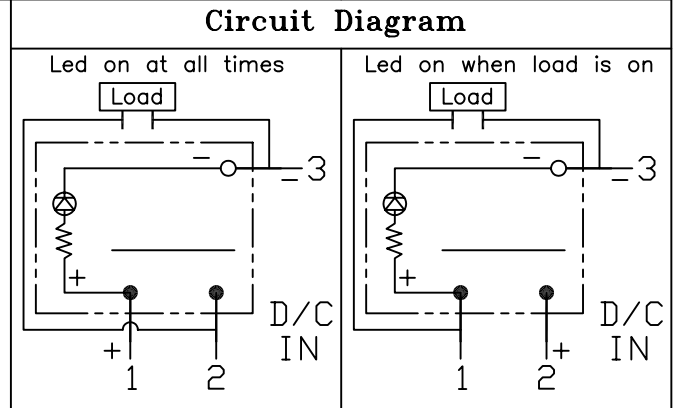 Circuit Diagram
Led on at all times
Load
− 
− 3
+
D/C
IN
+
1
2
Led on when load is on
Load
−
− 3
+
D/C
IN
+
1
2